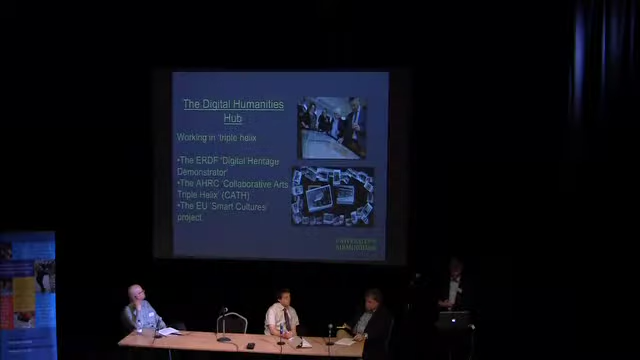 The Digital Humanities
Hub
Working in 'triple helix
•The ERDF 'Digital Heritage
Demonstrator'
•The AHRC 'Collaborative Arts
Triple Helix' (CATH)
•The EU 'Smart Cultures'
project.